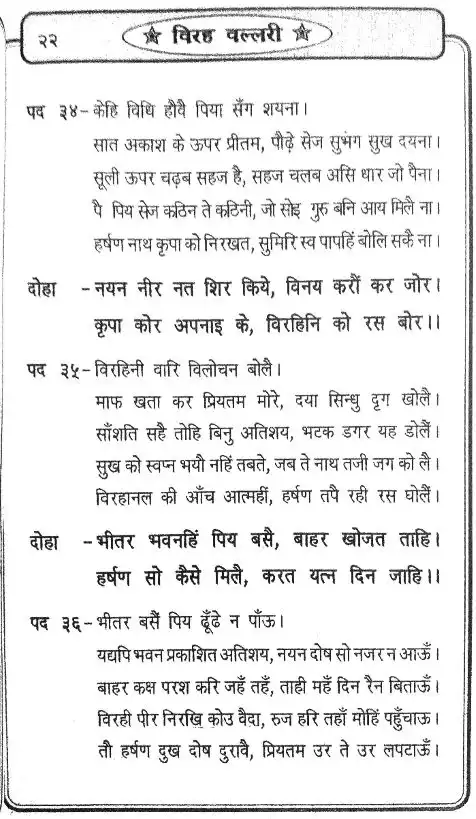 २२
★ विरह वल्लरी ★
पद ३४- केहि विधि हौवै पिया सँग शयना।
सात अकाश के ऊपर प्रीतम, पौढ़े सेज सुभंग सुख दयना।
सूली ऊपर चढ़ब सहज है, सहज चलब असि धार जो पैना।
पै पिय सेज कठिन ते कठिनी, जो सोइ गुरु बनि आय मिलै ना।
हर्षण नाथ कृपा को निरखत, सुमिरि स्व पापहिं बोलि सकै ना।
दोहा - नयन नीर नत शिर किये, विनय करौं कर जोर।
कृपा कोर अपनाइ के, विरहिनि को रस बोर।।
पद ३५- विरहिनी वारि विलोचन बोलै।
माफ खता कर प्रियतम मोरे, दया सिन्धु दृग खोलै।
साँशति सहै तोहि बिनु अतिशय, भटक डगर यह डोलैं।
सुख को स्वप्न भयौ नहिं तबते, जब ते नाथ तजी जग को लै।
विरहानल की आँच आत्महीं, हर्षण तपै रही रस घोलैं।
दोहा - भीतर भवनहिं पिय बसै, बाहर खोजत ताहि।
हर्षण सो कैसे मिलै, करत यत्न दिन जाहि।।
पद ३६- भीतर बसैं पिय ढूँढे न पाँऊ।
यद्यपि भवन प्रकाशित अतिशय, नयन दोष सो नजर न आऊँ।
बाहर कक्ष परश करि जहँ तहँ, ताही महँ दिन रैन बिताऊँ।
विरही पीर निरखि कोउ वैदा, रुज हरि तहाँ मोहिं पहुँचाऊ।
तौ हर्षण दुख दोष दुरावै, प्रियतम उर ते उर लपटाऊँ।